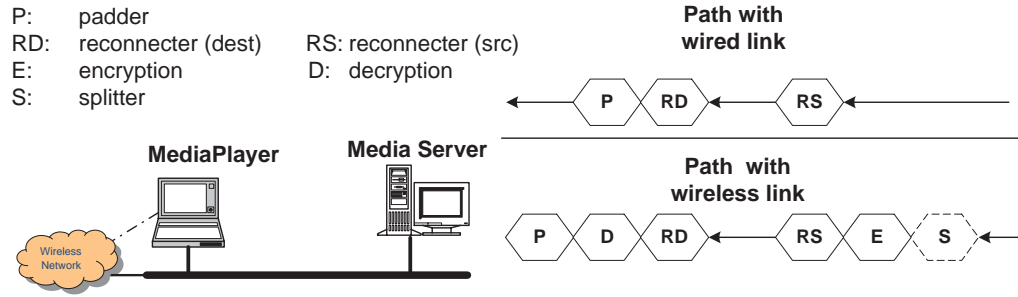 P: padder
RD: reconnecter (dest) RS: reconnecter (src)
E: encryption D: decryption
S: splitter
Path with
wired link
P RD RS
MediaPlayer Media Server
Wireless
Network
Path with
wireless link
P D RD RS E S